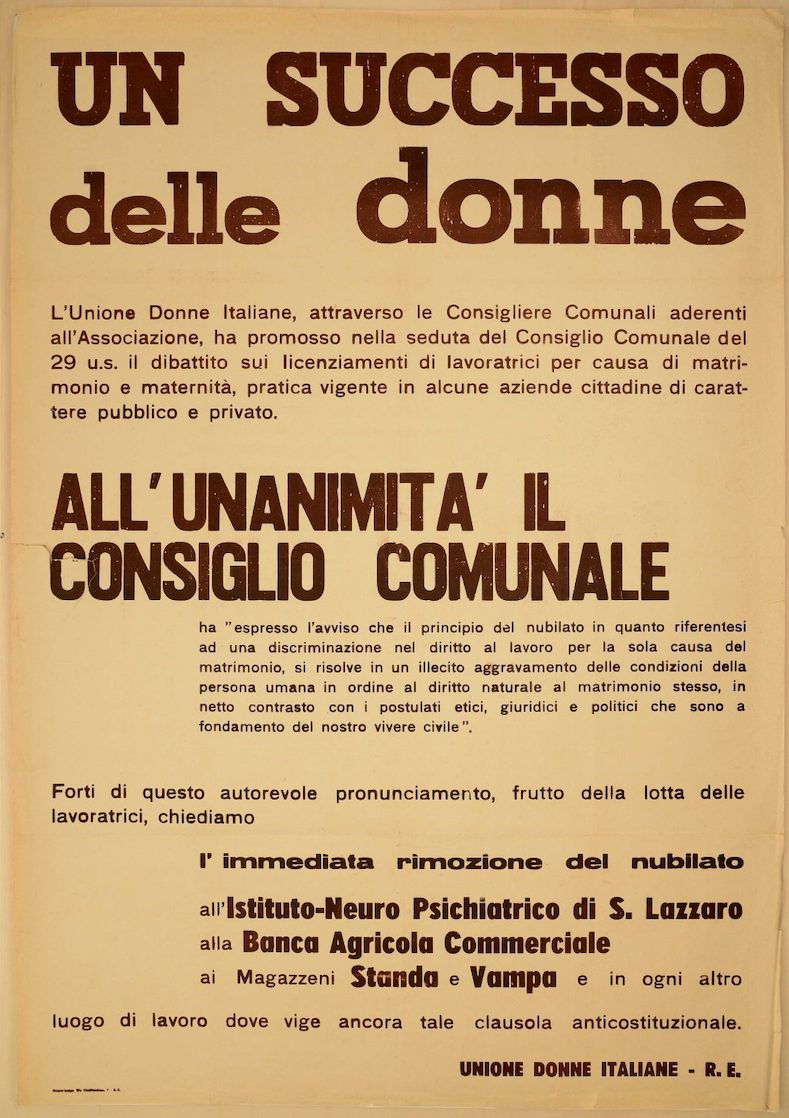 UN SUCCESSO
delle donne
L'Unione Donne Italiane, attraverso le Consigliere Comunali aderenti
all'Associazione, ha promosso nella seduta del Consiglio Comunale del
29 u.s. il dibattito sui licenziamenti di lavoratrici per causa di matri-
monio e maternità, pratica vigente in alcune aziende cittadine di carat-
tere pubblico e privato.
ALL'UNANIMITA' IL
CONSIGLIO COMUNALE
ha "espresso l'avviso che il principio del nubilato in quanto riferentesi
ad una discriminazione nel diritto al lavoro per la sola causa del
matrimonio, si risolve in un illecito aggravamento delle condizioni della
persona umana in ordine al diritto naturale al matrimonio stesso, in
netto contrasto con i postulati etici, giuridici e politici che sono a
fondamento del nostro vivere civile".
Forti di questo autorevole pronunciamento, frutto della lotta delle
lavoratrici, chiediamo
l'immediata rimozione del nubilato
all'Istituto-Neuro Psichiatrico di S. Lazzaro
alla Banca Agricola Commerciale
ai Magazzeni Standa e Vampa e in ogni altro
luogo di lavoro dove vige ancora tale clausola anticostituzionale.
UNIONE DONNE ITALIANE - R. E.